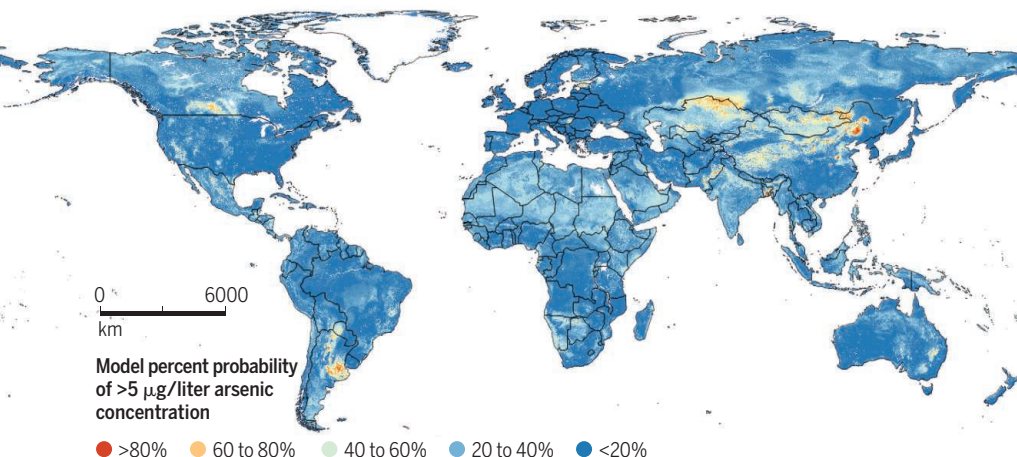 0 6000
km
Model percent probability
of >5 μg/liter arsenic
concentration
>80% 60 to 80% 40 to 60% 20 to 40% <20%